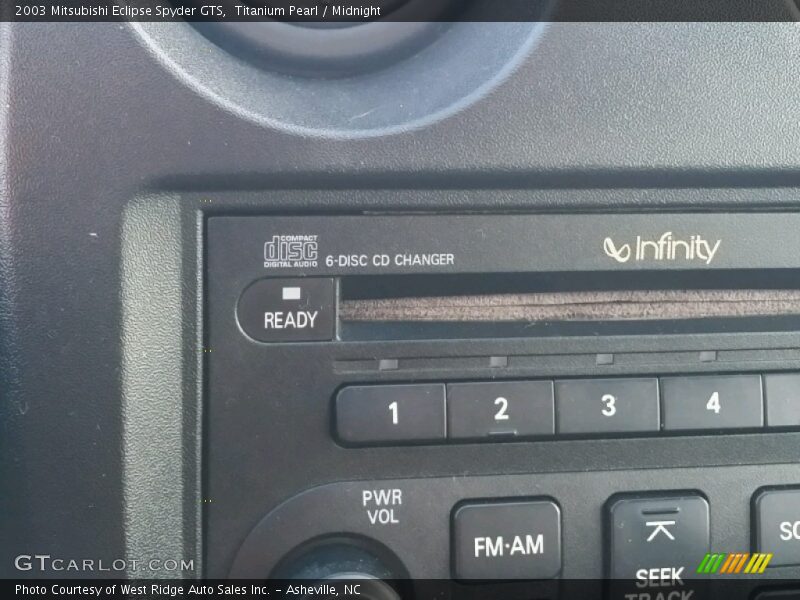 2003 Mitsubishi Eclipse Spyder GTS, Titanium Pearl / Midnight
COMPACT
disc
DIGITAL AUDIO
6-DISC CD CHANGER
Infinity
READY
1 2 3 4
PWR
VOL
FM·AM
SC
SEEK
TRACK
GTCARLOT.COM
Photo Courtesy of West Ridge Auto Sales Inc. - Asheville, NC